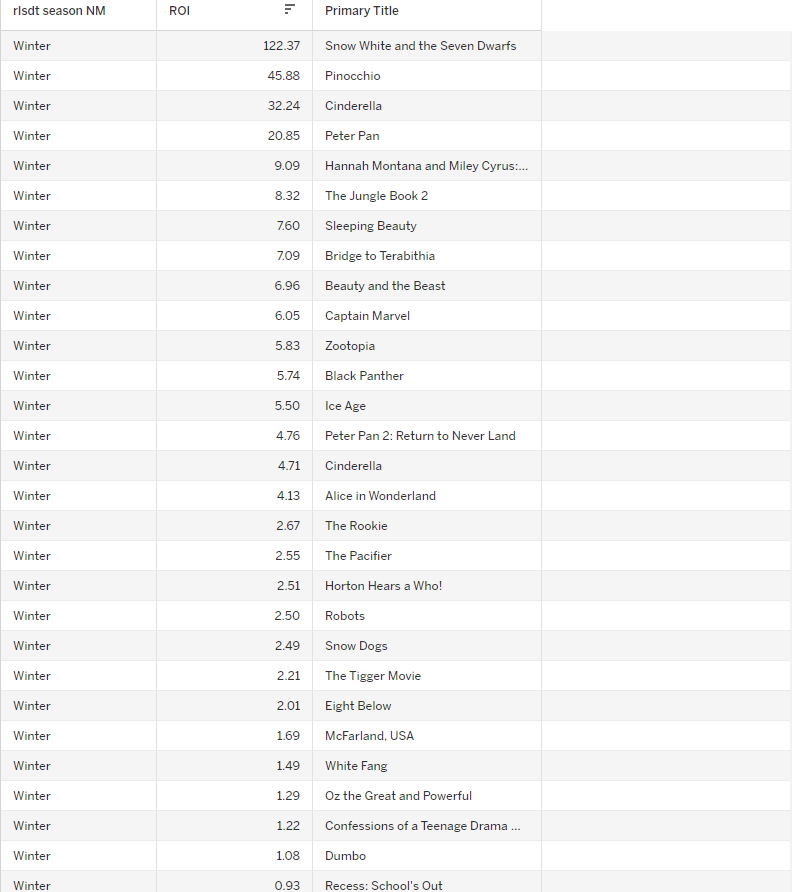 rlsdt season NM ROI Primary Title
Winter 122.37 Snow White and the Seven Dwarfs
Winter 45.88 Pinocchio
Winter 32.24 Cinderella
Winter 20.85 Peter Pan
Winter 9.09 Hannah Montana and Miley Cyrus:...
Winter 8.32 The Jungle Book 2
Winter 7.60 Sleeping Beauty
Winter 7.09 Bridge to Terabithia
Winter 6.96 Beauty and the Beast
Winter 6.05 Captain Marvel
Winter 5.83 Zootopia
Winter 5.74 Black Panther
Winter 5.50 Ice Age
Winter 4.76 Peter Pan 2: Return to Never Land
Winter 4.71 Cinderella
Winter 4.13 Alice in Wonderland
Winter 2.67 The Rookie
Winter 2.55 The Pacifier
Winter 2.51 Horton Hears a Who!
Winter 2.50 Robots
Winter 2.49 Snow Dogs
Winter 2.21 The Tigger Movie
Winter 2.01 Eight Below
Winter 1.69 McFarland, USA
Winter 1.49 White Fang
Winter 1.29 Oz the Great and Powerful
Winter 1.22 Confessions of a Teenage Drama ...
Winter 1.08 Dumbo
Winter 0.93 Recess: School's Out